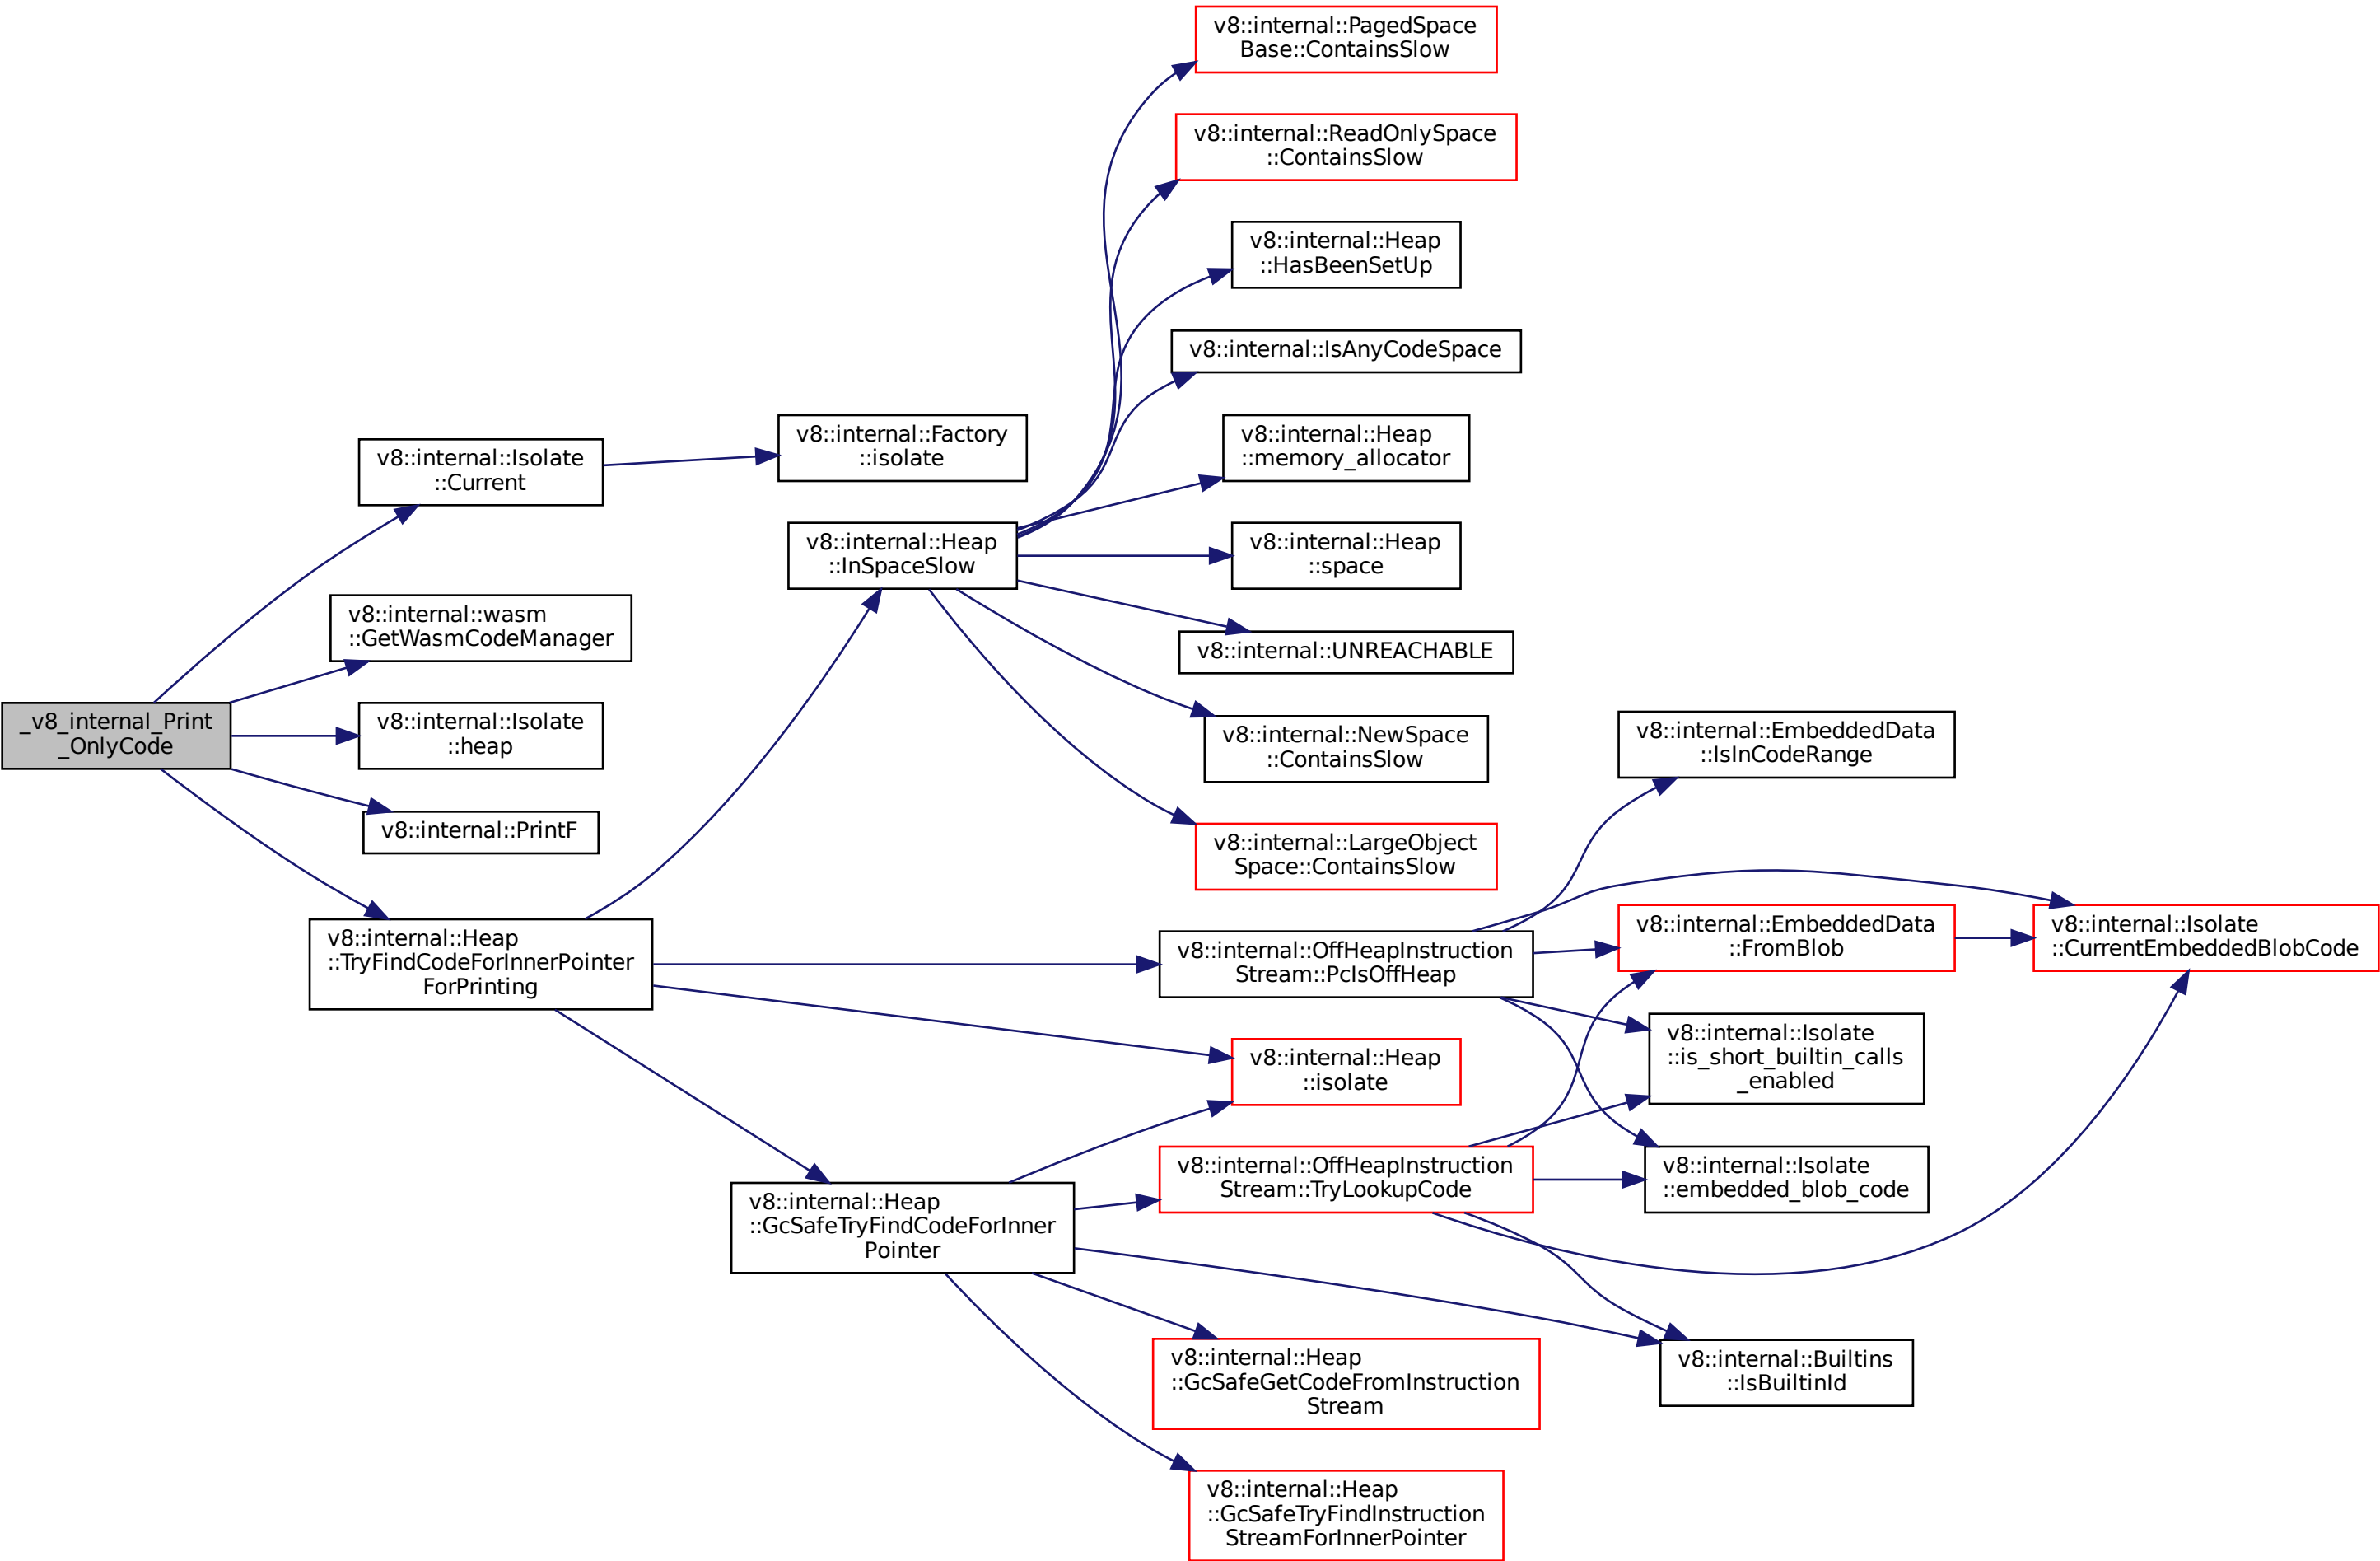 v8::internal::PagedSpace
Base::ContainsSlow
v8::internal::ReadOnlySpace
::ContainsSlow
v8::internal::Heap
::HasBeenSetUp
v8::internal::IsAnyCodeSpace
v8::internal::Heap
::memory_allocator
v8::internal::Heap
::space
v8::internal::UNREACHABLE
v8::internal::NewSpace
::ContainsSlow
v8::internal::LargeObject
Space::ContainsSlow
v8::internal::Factory
::isolate
v8::internal::Heap
::InSpaceSlow
v8::internal::Isolate
::Current
v8::internal::wasm
::GetWasmCodeManager
v8::internal::Isolate
::heap
v8::internal::PrintF
_v8_internal_Print
_OnlyCode
v8::internal::Heap
::TryFindCodeForInnerPointer
ForPrinting
v8::internal::OffHeapInstruction
Stream::PcIsOffHeap
v8::internal::EmbeddedData
::IsInCodeRange
v8::internal::EmbeddedData
::FromBlob
v8::internal::Isolate
::CurrentEmbeddedBlobCode
v8::internal::Isolate
::is_short_builtin_calls
_enabled
v8::internal::Heap
::isolate
v8::internal::OffHeapInstruction
Stream::TryLookupCode
v8::internal::Isolate
::embedded_blob_code
v8::internal::Heap
::GcSafeTryFindCodeForInner
Pointer
v8::internal::Heap
::GcSafeGetCodeFromInstruction
Stream
v8::internal::Builtins
::IsBuiltinId
v8::internal::Heap
::GcSafeTryFindInstruction
StreamForInnerPointer